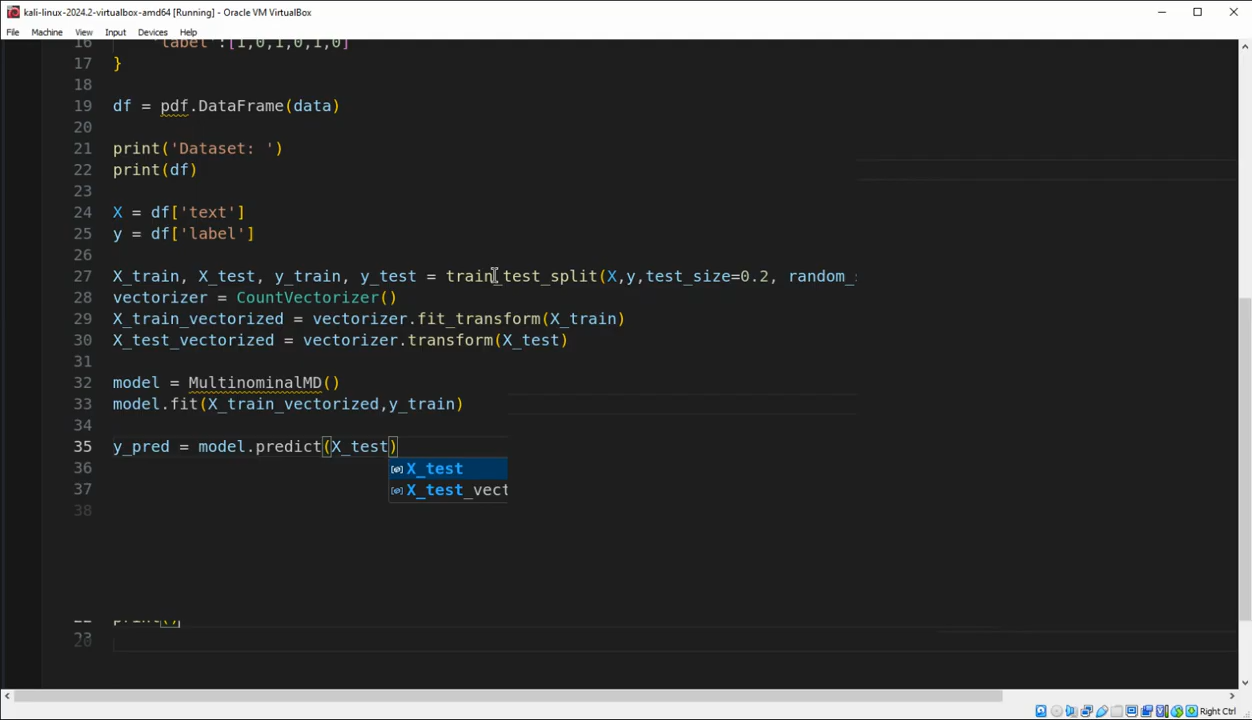 kali-linux-2024.2-virtualbox-amd64 [Running] - Oracle VM VirtualBox
File Machine View Input Devices Help
16 'label':[1,0,1,0,1,0]
17 }
18
19 df = pdf.DataFrame(data)
20
21 print('Dataset: ')
22 print(df)
23
24 X = df['text']
25 y = df['label']
26
27 X_train, X_test, y_train, y_test = train_test_split(X,y,test_size=0.2, random_
28 vectorizer = CountVectorizer()
29 X_train_vectorized = vectorizer.fit_transform(X_train)
30 X_test_vectorized = vectorizer.transform(X_test)
31
32 model = MultinominalMD()
33 model.fit(X_train_vectorized,y_train)
34
35 y_pred = model.predict(X_test)
36 X_test
37 X_test_vect
38
print()
Right Ctrl